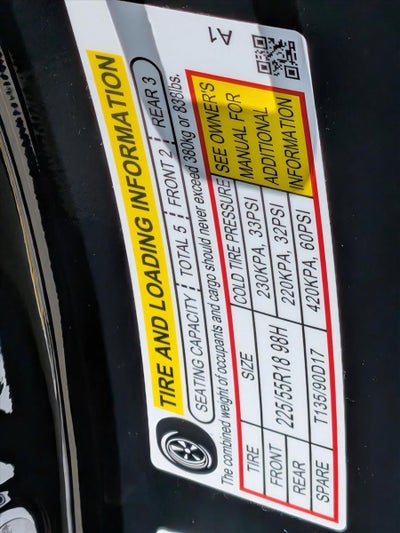 TIRE AND LOADING INFORMATION
SEATING CAPACITY TOTAL 5 FRONT 2 REAR 3
The combined weight of occupants and cargo should never exceed 380kg or 838lbs.
TIRE SIZE COLD TIRE PRESSURE
FRONT 225/55R18 98H 230KPA, 33PSI
REAR 220KPA, 32PSI
SPARE T135/90D17 420KPA, 60PSI
SEE OWNER'S
MANUAL FOR
ADDITIONAL
INFORMATION
A1